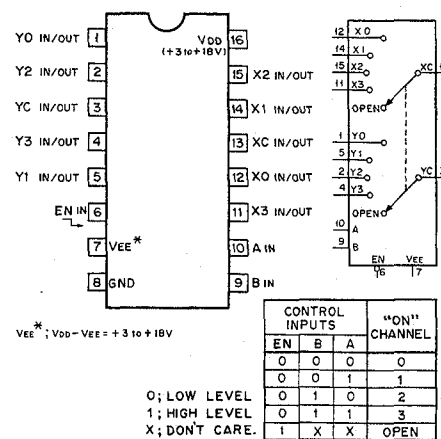 Y0 IN/OUT 1
16 VDD
(+3 to +18V)
Y2 IN/OUT 2
15 X2 IN/OUT
YC IN/OUT 3
14 X1 IN/OUT
Y3 IN/OUT 4
13 XC IN/OUT
Y1 IN/OUT 5
12 X0 IN/OUT
EN IN 6
11 X3 IN/OUT
7 VEE*
10 A IN
8 GND
9 B IN
12 X0
14 X1
15 X2
11 X3
XC
OPEN
1 Y0
5 Y1
2 Y2
4 Y3
YC
OPEN
10 A
9 B
EN VEE
6 7
VEE*; VDD-VEE = +3 to +18V
CONTROL INPUTS "ON" CHANNEL
EN B A
0 0 0 0
0 0 1 1
0 1 0 2
0 1 1 3
1 X X OPEN
0; LOW LEVEL
1; HIGH LEVEL
X; DON'T CARE.